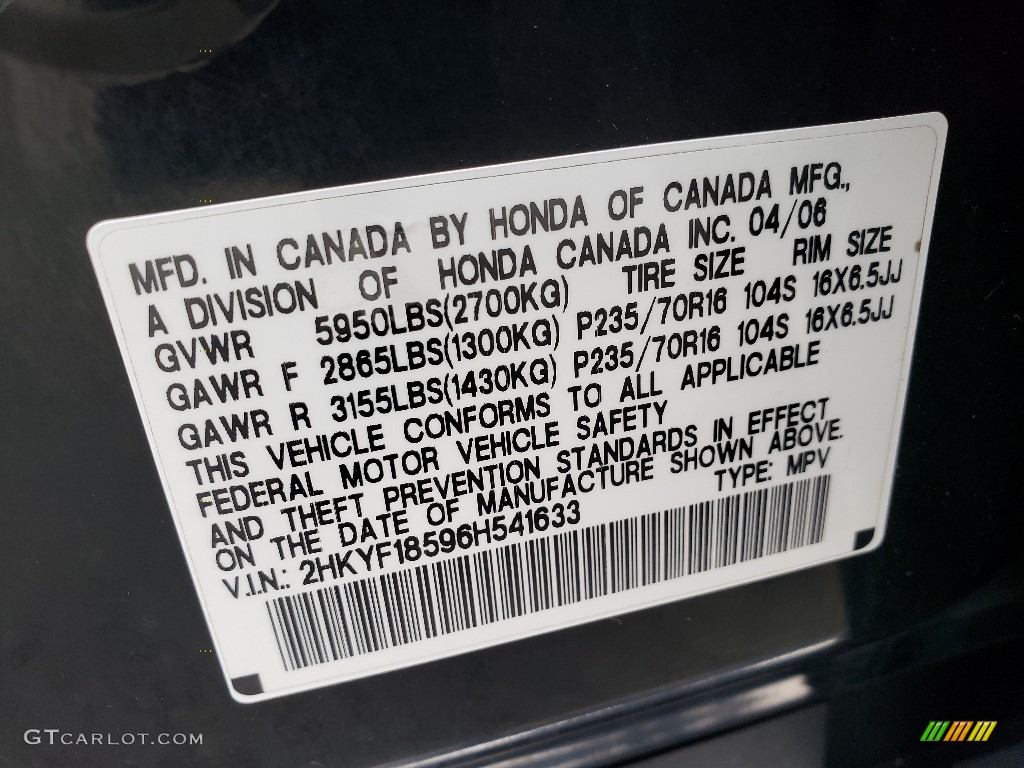 MFD. IN CANADA BY HONDA OF CANADA MFG.,
A DIVISION OF HONDA CANADA INC. 04/06
GVWR 5950LBS(2700KG) TIRE SIZE RIM SIZE
GAWR F 2865LBS(1300KG) P235/70R16 104S 16X6.5JJ
GAWR R 3155LBS(1430KG) P235/70R16 104S 16X6.5JJ
THIS VEHICLE CONFORMS TO ALL APPLICABLE
FEDERAL MOTOR VEHICLE SAFETY
AND THEFT PREVENTION STANDARDS IN EFFECT
ON THE DATE OF MANUFACTURE SHOWN ABOVE.
V.I.N.: 2HKYF18596H541633 TYPE: MPV
GTCARLOT.COM